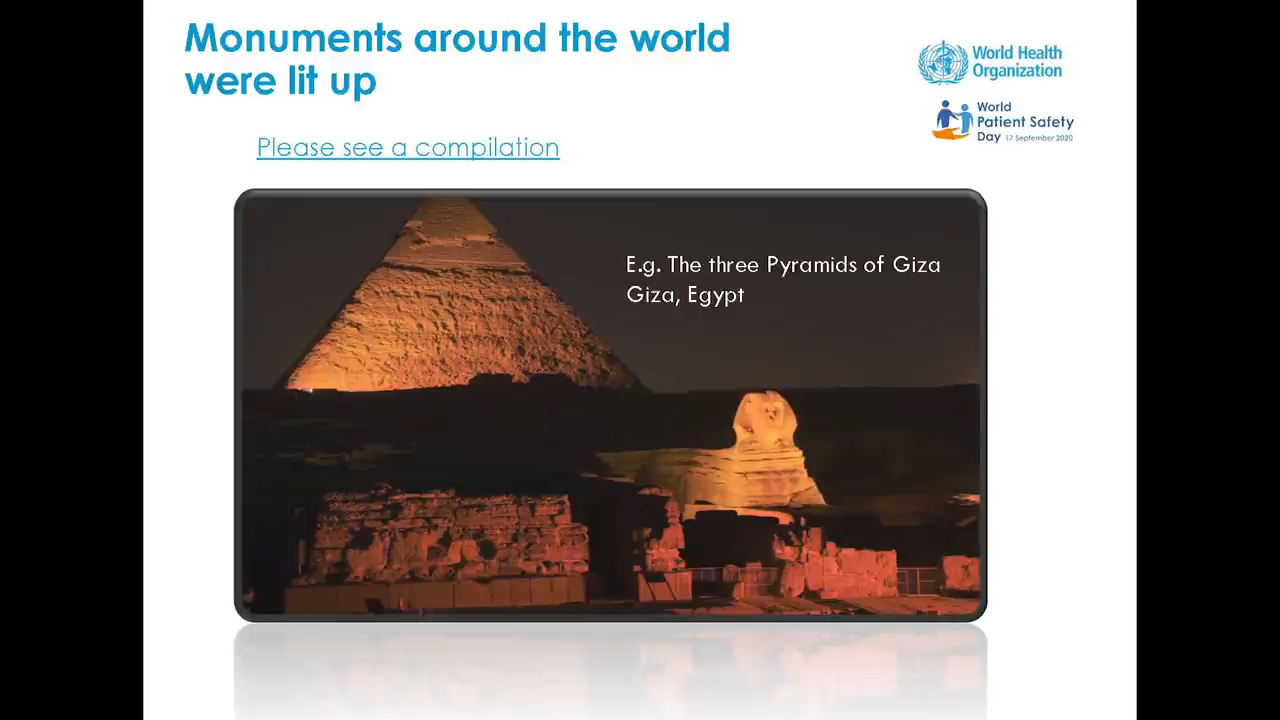 Monuments around the world
were lit up
World Health
Organization
World
Patient Safety
Day 17 September 2020
Please see a compilation
E.g. The three Pyramids of Giza
Giza, Egypt